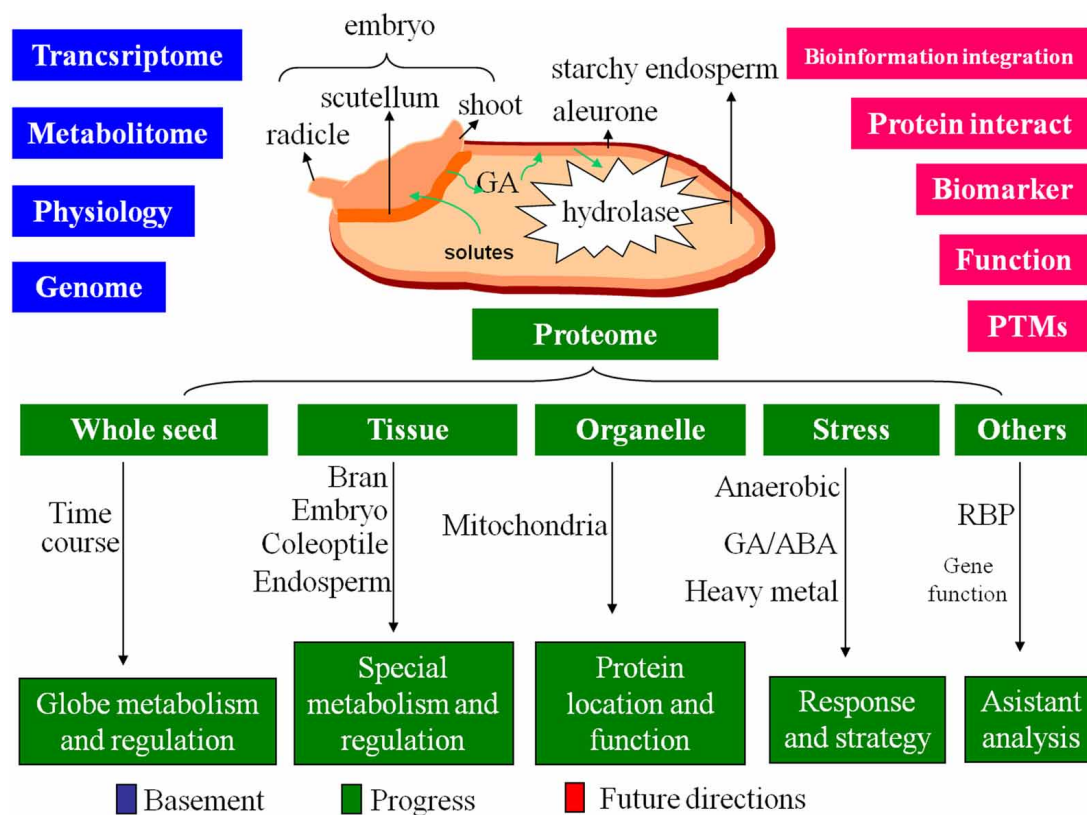 Trancsriptome
Metabolitome
Physiology
Genome
embryo
scutellum
shoot
radicle
starchy endosperm
aleurone
GA
hydrolase
solutes
Bioinformation integration
Protein interact
Biomarker
Function
PTMs
Proteome
Whole seed
Tissue
Organelle
Stress
Others
Time
course
Bran
Embryo
Coleoptile
Endosperm
Mitochondria
Anaerobic
GA/ABA
Heavy metal
RBP
Gene
function
Globe metabolism
and regulation
Special
metabolism and
regulation
Protein
location and
function
Response
and strategy
Asistant
analysis
Basement
Progress
Future directions